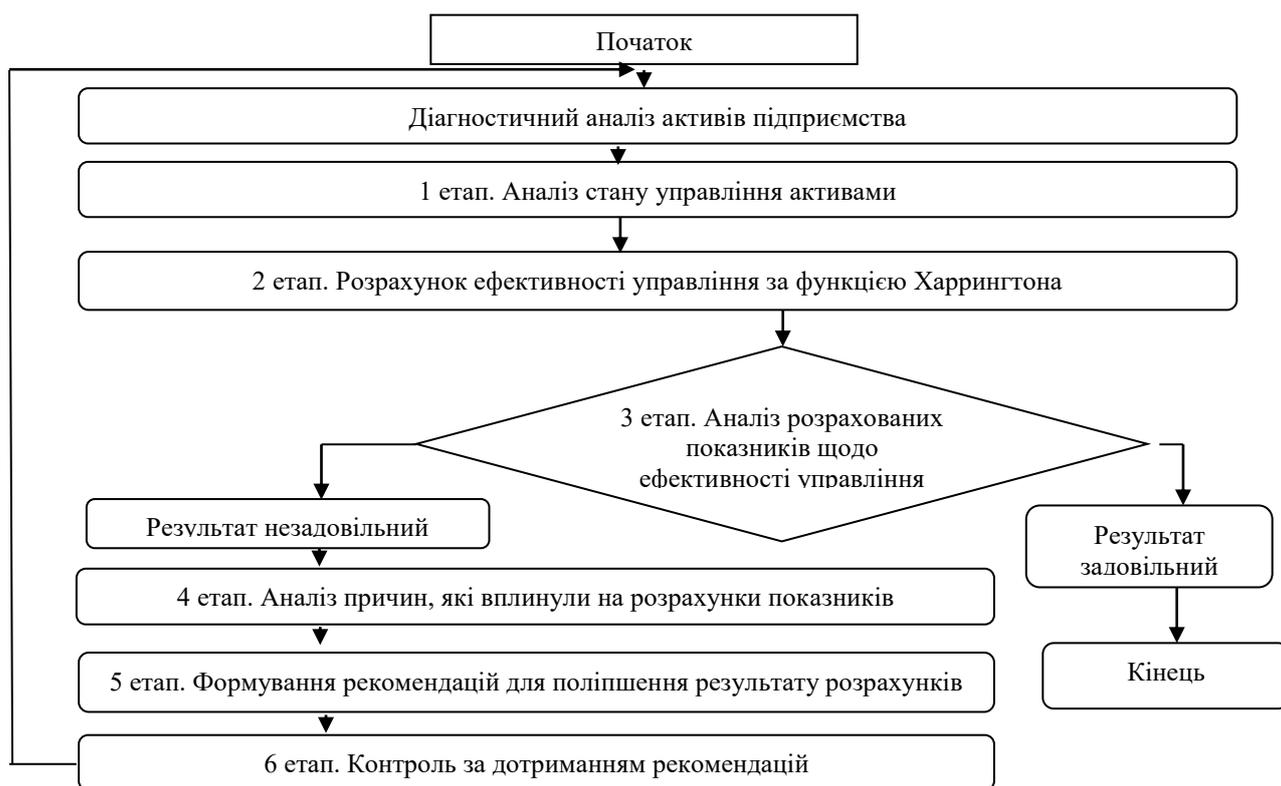 Початок
Діагностичний аналіз активів підприємства
1 етап. Аналіз стану управління активами
2 етап. Розрахунок ефективності управління за функцією Харрингтона
3 етап. Аналіз розрахованих
показників щодо
ефективності управління
Результат незадовільний
Результат
задовільний
4 етап. Аналіз причин, які вплинули на розрахунки показників
5 етап. Формування рекомендацій для поліпшення результату розрахунків
Кінець
6 етап. Контроль за дотриманням рекомендацій